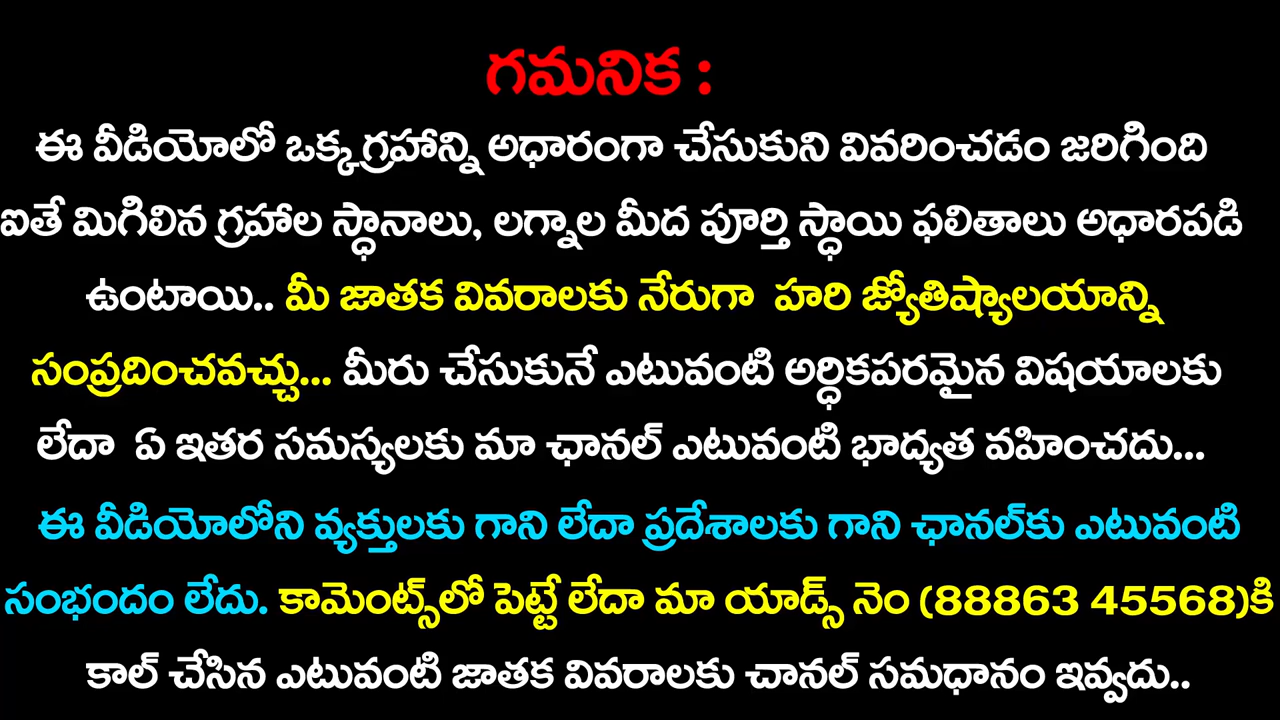 గమనిక :
ఈ వీడియోలో ఒక్కగ్రహాన్ని అధారంగా చేసుకుని వివరించడం జరిగింది
ఐతే మిగిలిన గ్రహాల స్ధానాలు, లగ్నాల మీద పూర్తి స్ధాయి ఫలితాలు అధారపడి
ఉంటాయి.. మీ జాతక వివరాలకు నేరుగా హరి జ్యోతిష్యాలయాన్ని
సంప్రదించవచ్చు... మీరు చేసుకునే ఎటువంటి అర్ధికపరమైన విషయాలకు
లేదా ఏ ఇతర సమస్యలకు మా ఛానల్ ఎటువంటి భాద్యత వహించదు...
ఈ వీడియోలోని వ్యక్తులకు గాని లేదా ప్రదేశాలకు గాని ఛానల్‌కు ఎటువంటి
సంభందం లేదు. కామెంట్స్‌లో పెట్టే లేదా మా యాడ్స్ నెం (88863 45568)కి
కాల్ చేసిన ఎటువంటి జాతక వివరాలకు చానల్ సమధానం ఇవ్వదు..